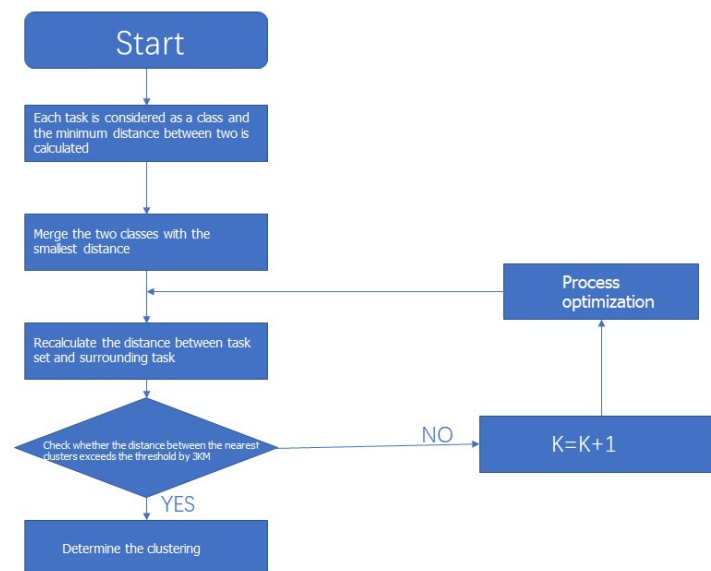 Start
Each task is considered as a class and
the minimum distance between two is
calculated
Merge the two classes with the
smallest distance
Process
optimization
Recalculate the distance between task
set and surrounding task
Check whether the distance between the nearest
clusters exceeds the threshold by 3KM
NO
K=K+1
YES
Determine the clustering